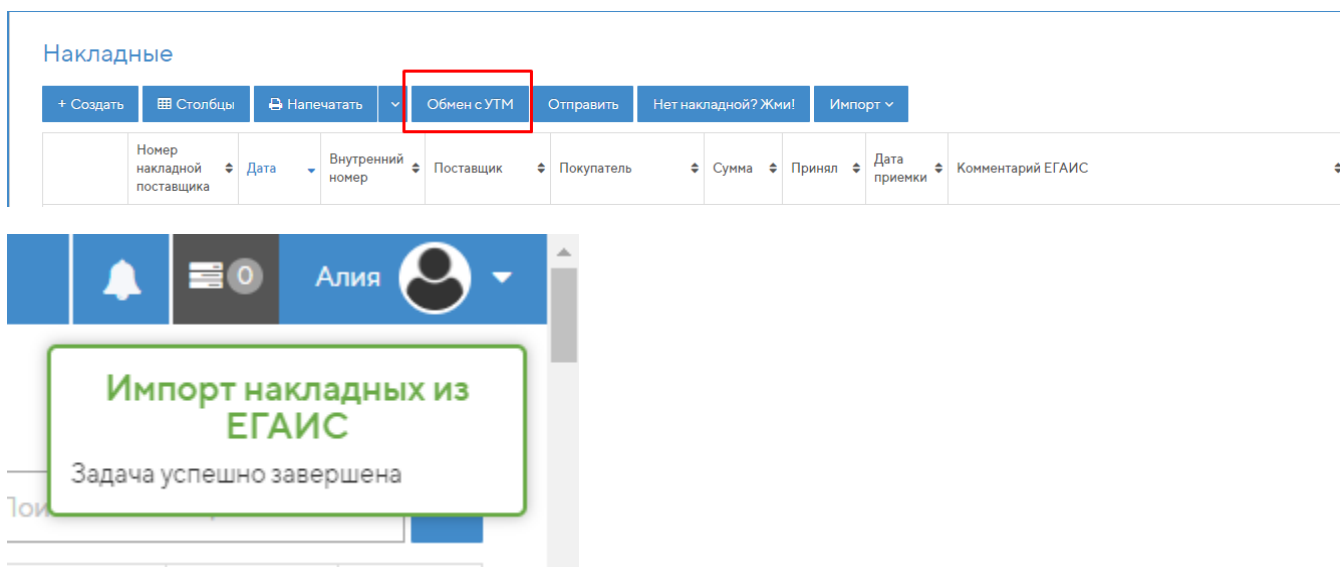 Накладные
+ Создать Столбцы Напечатать Обмен с УТМ Отправить Нет накладной? Жми! Импорт
Номер накладной поставщика Дата Внутренний номер Поставщик Покупатель Сумма Принял Дата приемки Комментарий ЕГАИС
0 Алия
Импорт накладных из
ЕГАИС
Задача успешно завершена